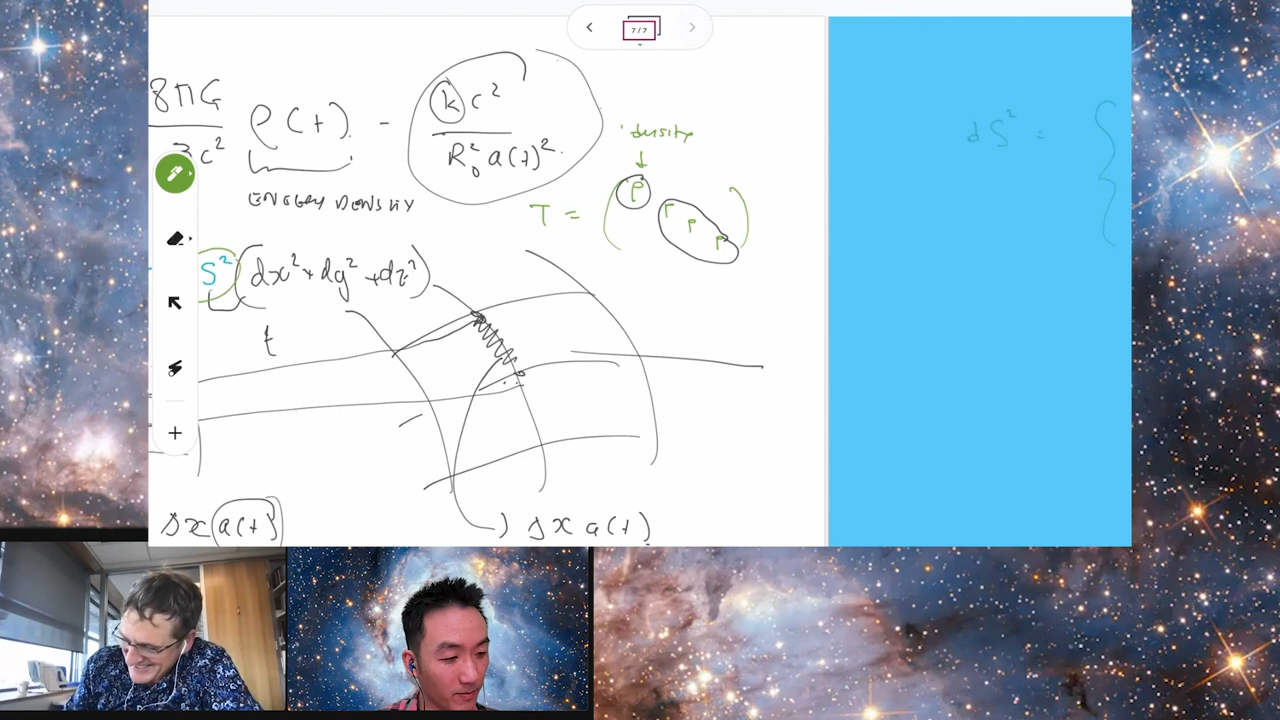 7/7
8πG
3c²
ρ(t) - kc²
R₀² a(t)²
ENERGY DENSITY
density
↓
T = ( ρ P P P )
dS² = {
S² (dx² + dy² + dz²)
t
Δx a(t)
Δx a(t)